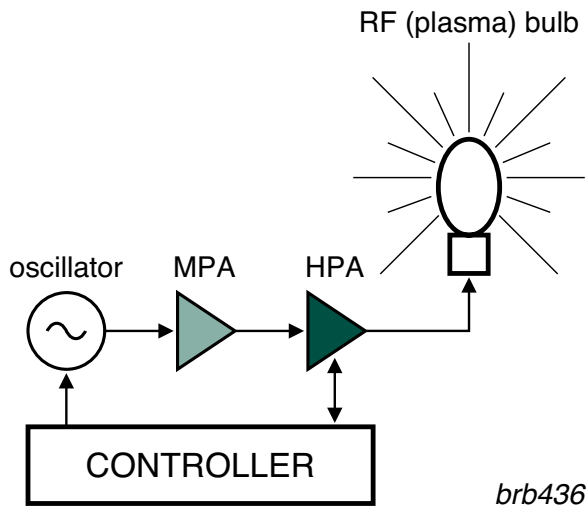 RF (plasma) bulb
oscillator
MPA
HPA
CONTROLLER
brb436